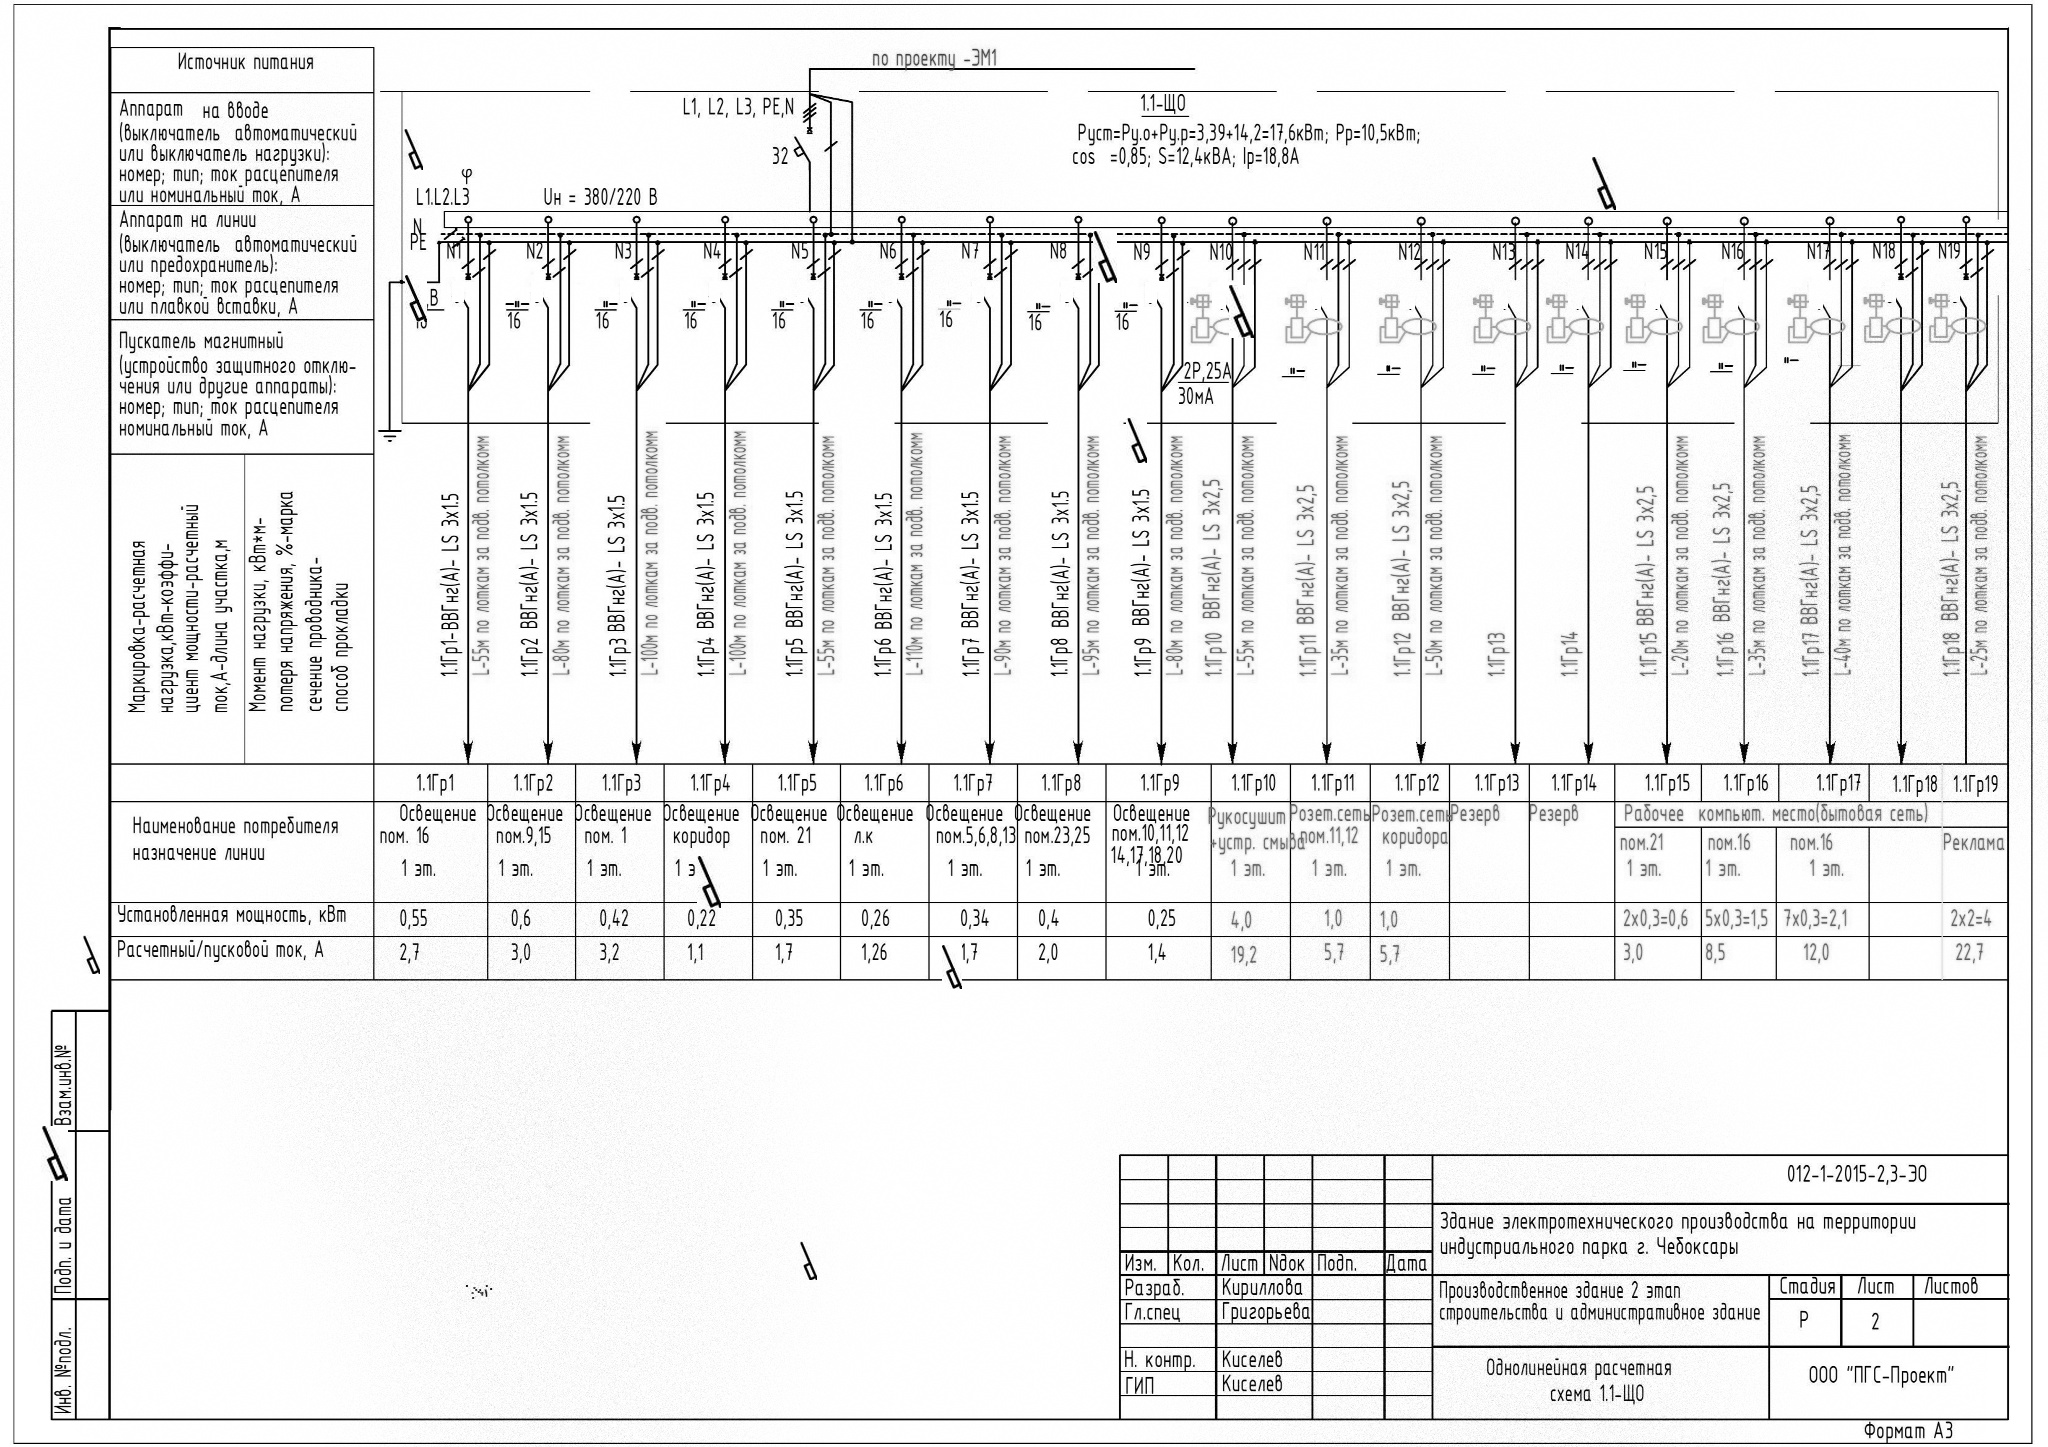 Источник питания
Аппарат на вводе
(выключатель автоматический
или выключатель нагрузки):
номер; тип; ток расцепителя
или номинальный ток, А
Аппарат на линии
(выключатель автоматический
или предохранитель):
номер; тип; ток расцепителя
или плавкой вставки, А
Пускатель магнитный
(устройство защитного отклю-
чения или другие аппараты):
номер; тип; ток расцепителя
номинальный ток, А
Маркировка-расчетная
нагрузка,кВт-коэффи-
циент мощности-расчетный
ток,А-длина участка,м
Момент нагрузки, кВт*м-
потеря напряжения, %-марка
сечение проводника-
способ прокладки
по проекту -ЭМ1
L1, L2, L3, PE,N
32
1.1-ЩО
Руст=Ру.о+Ру.р=3,39+14,2=17,6кВт; Рр=10,5кВт;
cos =0,85; S=12,4кВА; Iр=18,8А
φ
L1.L2.L3
Uн = 380/220 В
N
PE
N1 N2 N3 N4 N5 N6 N7 N8 N9 N10 N11 N12 N13 N14 N15 N16 N17 N18 N19
В
16 16 16 16 16 16 16 16 16
2Р,25А
30мА
1.1Гр1-ВВГнг(А)- LS 3х1.5
L-55м по лоткам за подв. потолкомм
1.1Гр2 ВВГнг(А)- LS 3х1.5
L-80м по лоткам за подв. потолкомм
1.1Гр3 ВВГнг(А)- LS 3х1.5
L-100м по лоткам за подв. потолкомм
1.1Гр4 ВВГнг(А)- LS 3х1.5
L-100м по лоткам за подв. потолкомм
1.1Гр5 ВВГнг(А)- LS 3х1.5
L-55м по лоткам за подв. потолкомм
1.1Гр6 ВВГнг(А)- LS 3х1.5
L-110м по лоткам за подв. потолкомм
1.1Гр7 ВВГнг(А)- LS 3х1.5
L-90м по лоткам за подв. потолкомм
1.1Гр8 ВВГнг(А)- LS 3х1.5
L-95м по лоткам за подв. потолкомм
1.1Гр9 ВВГнг(А)- LS 3х1.5
L-80м по лоткам за подв. потолкомм
1.1Гр10 ВВГнг(А)- LS 3х2,5
L-55м по лоткам за подв. потолкомм
1.1Гр11 ВВГнг(А)- LS 3х2,5
L-35м по лоткам за подв. потолкомм
1.1Гр12 ВВГнг(А)- LS 3х2,5
L-50м по лоткам за подв. потолкомм
1.1Гр13
1.1Гр14
1.1Гр15 ВВГнг(А)- LS 3х2,5
L-20м по лоткам за подв. потолкомм
1.1Гр16 ВВГнг(А)- LS 3х2,5
L-35м по лоткам за подв. потолкомм
1.1Гр17 ВВГнг(А)- LS 3х2,5
L-40м по лоткам за подв. потолкомм
1.1Гр18 ВВГнг(А)- LS 3х2,5
L-25м по лоткам за подв. потолкомм
1.1Гр1 1.1Гр2 1.1Гр3 1.1Гр4 1.1Гр5 1.1Гр6 1.1Гр7 1.1Гр8 1.1Гр9 1.1Гр10 1.1Гр11 1.1Гр12 1.1Гр13 1.1Гр14 1.1Гр15 1.1Гр16 1.1Гр17 1.1Гр18 1.1Гр19
Наименование потребителя
назначение линии
Освещение
пом. 16
1 эт.
Освещение
пом.9,15
1 эт.
Освещение
пом. 1
1 эт.
Освещение
коридор
1 э
Освещение
пом. 21
1 эт.
Освещение
л.к
1 эт.
Освещение
пом.5,6,8,13
1 эт.
Освещение
пом.23,25
1 эт.
Освещение
пом.10,11,12
14,17,18,20
1 эт.
Рукосушит
+устр. смыва
1 эт.
Розет.сеть
пом.11,12
1 эт.
Розет.сеть
коридора
1 эт.
Резерв
Резерв
Рабочее компьют. место(бытовая сеть)
пом.21
1 эт.
пом.16
1 эт.
пом.16
1 эт.
Реклама
Установленная мощность, кВт 0,55 0,6 0,42 0,22 0,35 0,26 0,34 0,4 0,25 4,0 1,0 1,0 2х0,3=0,6 5х0,3=1,5 7х0,3=2,1 2х2=4
Расчетный/пусковой ток, А 2,7 3,0 3,2 1,1 1,7 1,26 1,7 2,0 1,4 19,2 5,7 5,7 3,0 8,5 12,0 22,7
Взам.инв.№
Подп. и дата
Инв. №подл.
012-1-2015-2,3-ЭО
Здание электротехнического производства на территории
индустриального парка г. Чебоксары
Изм. Кол. Лист Nдок Подп. Дата
Разраб. Кириллова
Гл.спец Григорьева
Н. контр. Киселев
ГИП Киселев
Производственное здание 2 этап
строительства и административное здание
Стадия Лист Листов
Р 2
Однолинейная расчетная
схема 1.1-ЩО
ООО "ПГС-Проект"
Формат А3